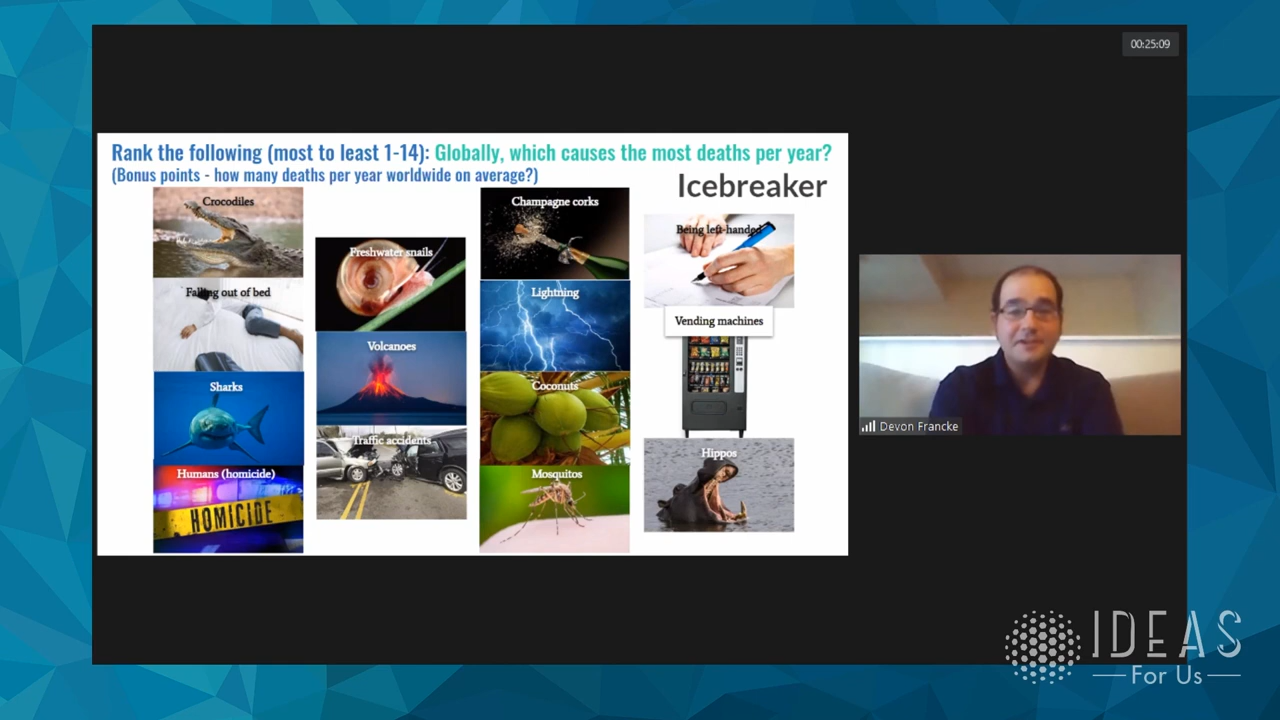 00:25:09
Rank the following (most to least 1-14): Globally, which causes the most deaths per year?
(Bonus points - how many deaths per year worldwide on average?)
Icebreaker
Crocodiles
Falling out of bed
Sharks
Humans (homicide)
HOMICIDE
Freshwater snails
Volcanoes
Traffic accidents
Champagne corks
Lightning
Coconuts
Mosquitos
Being left-handed
Vending machines
Hippos
Devon Francke
IDEAS
For Us